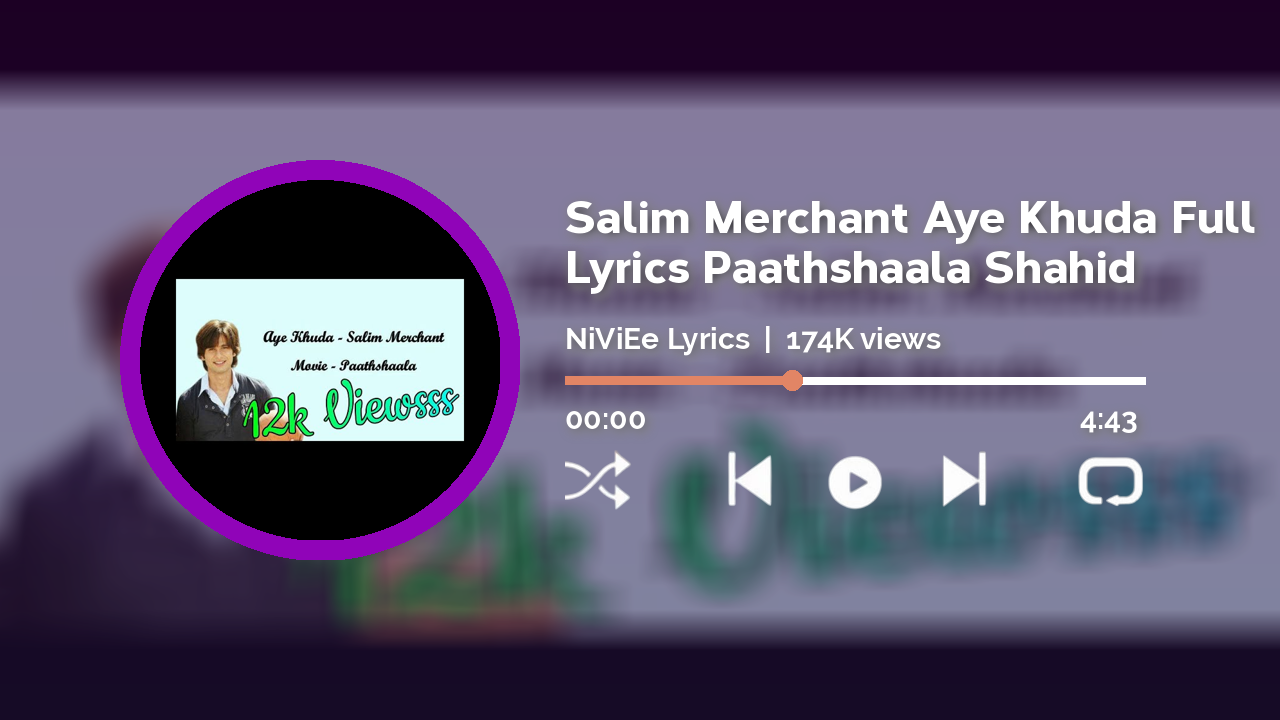 Salim Merchant Aye Khuda Full
Lyrics Paathshaala Shahid
NiViEe Lyrics | 174K views
00:00 4:43
Aye Khuda - Salim Merchant
Movie - Paathshaala
12k Viewsss